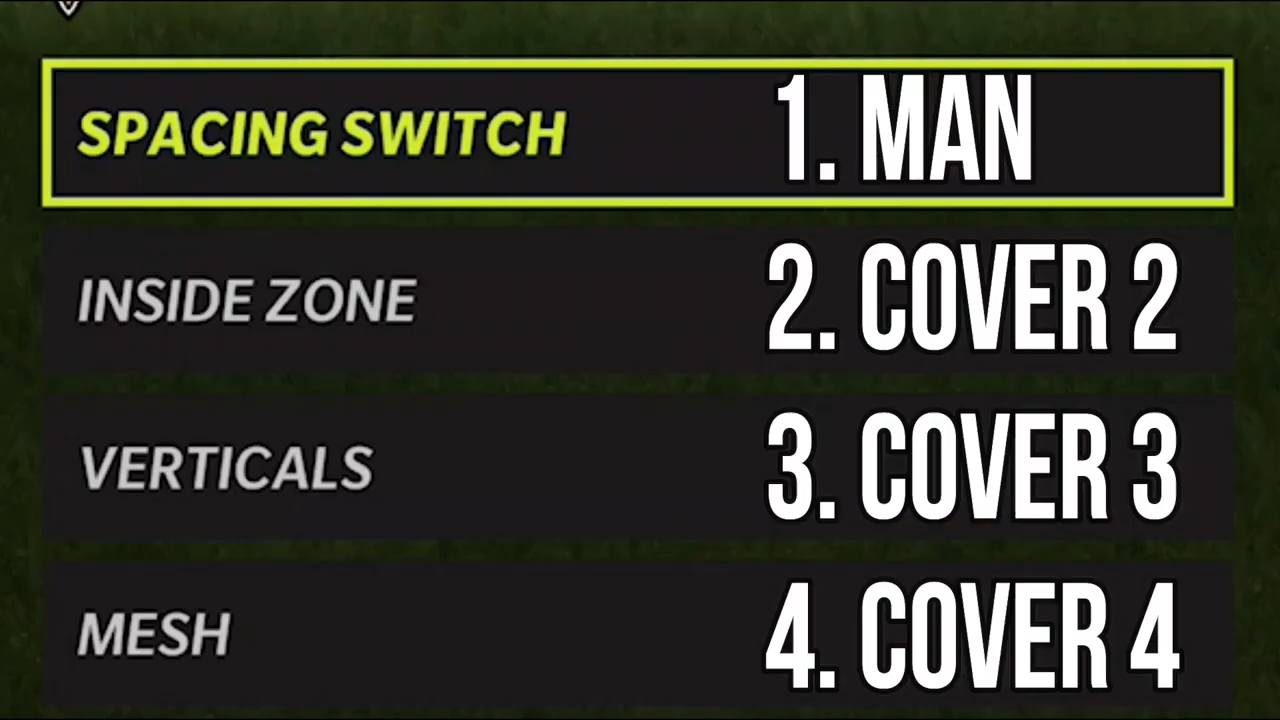 SPACING SWITCH 1. MAN
INSIDE ZONE 2. COVER 2
VERTICALS 3. COVER 3
MESH 4. COVER 4